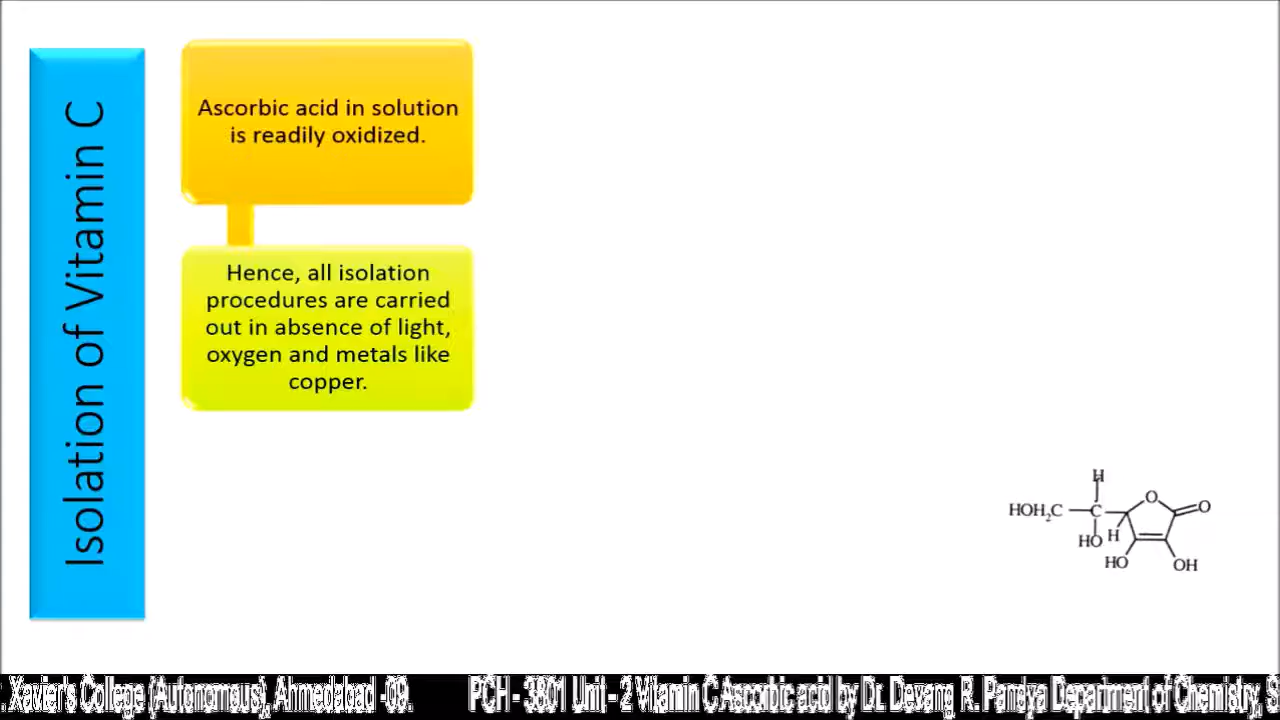 Isolation of Vitamin C
Ascorbic acid in solution
is readily oxidized.
Hence, all isolation
procedures are carried
out in absence of light,
oxygen and metals like
copper.
H
HOH₂C C O O
HO H
HO OH
. Xavier's College (Autonomous), Ahmedabad -09. PCH - 3801 Unit - 2 Vitamin C Ascorbic acid by Dr. Devang R. Pandya Department of Chemistry, S